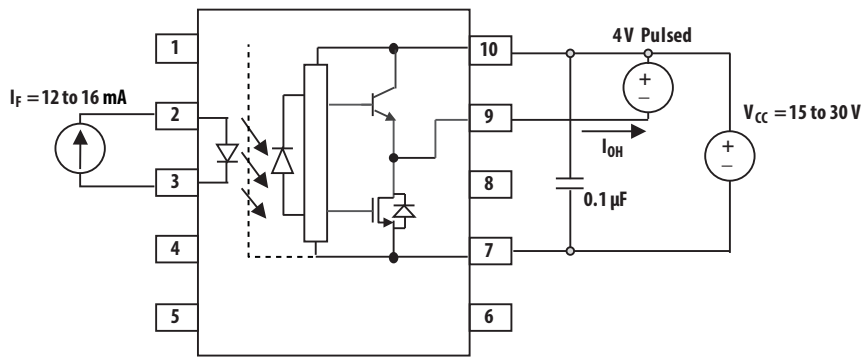 4V Pulsed
1
10
I_F = 12 to 16 mA
2
9
+
−
V_CC = 15 to 30 V
I_OH
+
−
3
8
0.1 µF
4
7
5
6